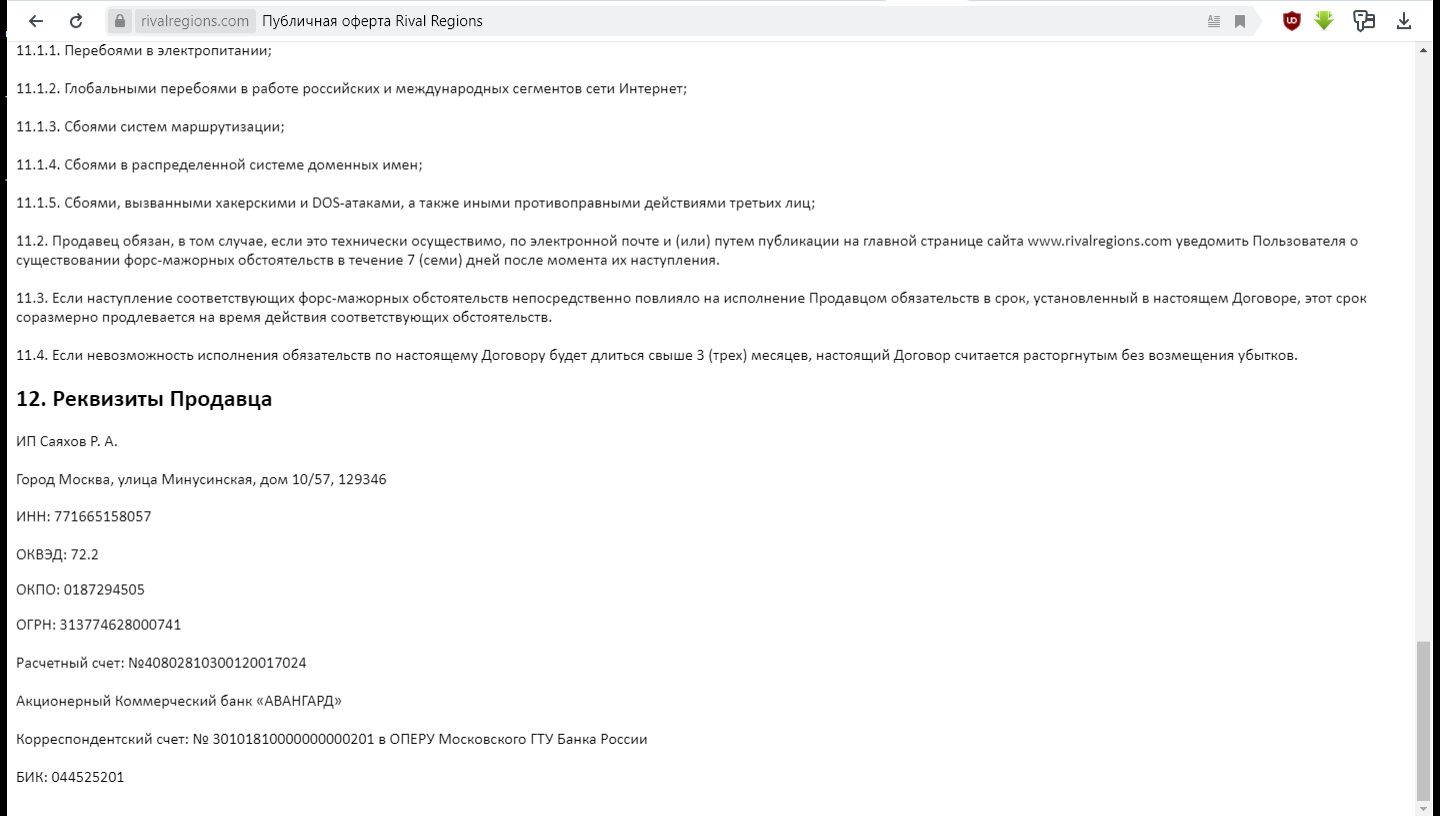 rivalregions.com Публичная оферта Rival Regions
11.1.1. Перебоями в электропитании;
11.1.2. Глобальными перебоями в работе российских и международных сегментов сети Интернет;
11.1.3. Сбоями систем маршрутизации;
11.1.4. Сбоями в распределенной системе доменных имен;
11.1.5. Сбоями, вызванными хакерскими и DOS-атаками, а также иными противоправными действиями третьих лиц;
11.2. Продавец обязан, в том случае, если это технически осуществимо, по электронной почте и (или) путем публикации на главной странице сайта www.rivalregions.com уведомить Пользователя о
существовании форс-мажорных обстоятельств в течение 7 (семи) дней после момента их наступления.
11.3. Если наступление соответствующих форс-мажорных обстоятельств непосредственно повлияло на исполнение Продавцом обязательств в срок, установленный в настоящем Договоре, этот срок
соразмерно продлевается на время действия соответствующих обстоятельств.
11.4. Если невозможность исполнения обязательств по настоящему Договору будет длиться свыше 3 (трех) месяцев, настоящий Договор считается расторгнутым без возмещения убытков.
12. Реквизиты Продавца
ИП Саяхов Р. А.
Город Москва, улица Минусинская, дом 10/57, 129346
ИНН: 771665158057
ОКВЭД: 72.2
ОКПО: 0187294505
ОГРН: 313774628000741
Расчетный счет: №40802810300120017024
Акционерный Коммерческий банк «АВАНГАРД»
Корреспондентский счет: № 30101810000000000201 в ОПЕРУ Московского ГТУ Банка России
БИК: 044525201